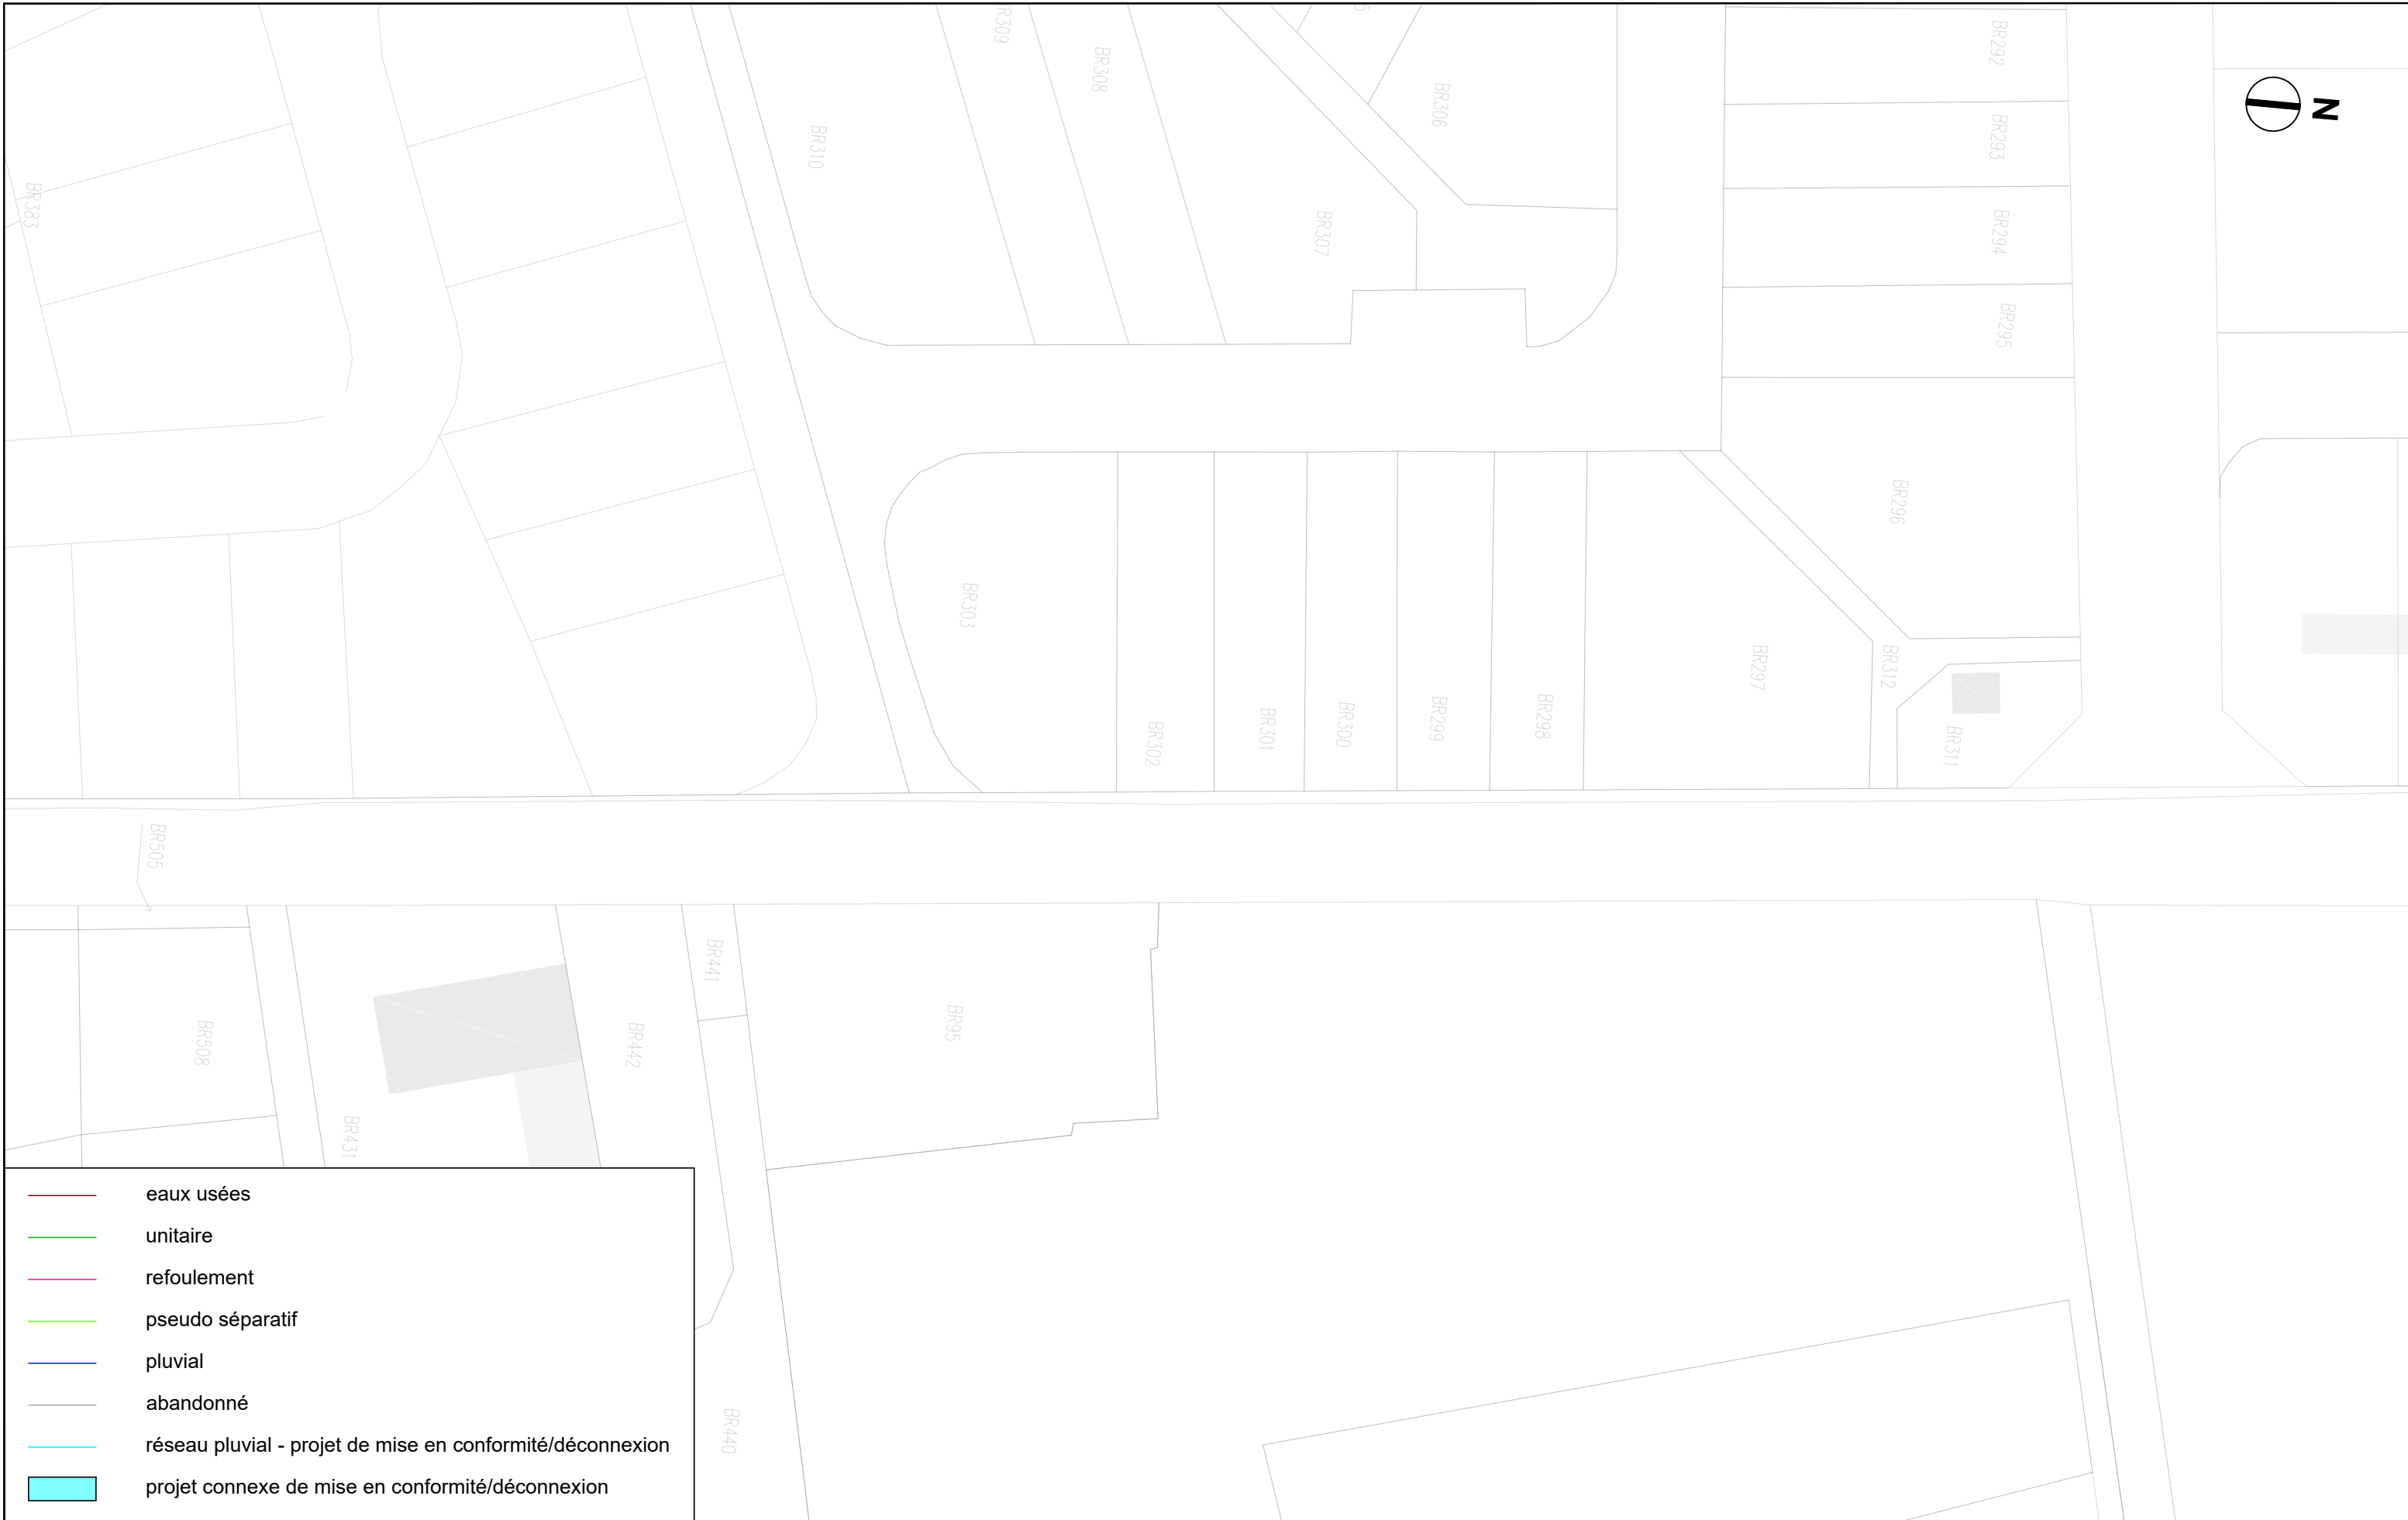 BR309
BR308
BR292
N
BR306
BR293
BR310
BR383
BR307
BR294
BR295
BR296
BR303
BR297
BR312
BR302
BR301
BR300
BR299
BR298
BR311
BR505
BR441
BR95
BR508
BR442
BR431
BR440
eaux usées
unitaire
refoulement
pseudo séparatif
pluvial
abandonné
réseau pluvial - projet de mise en conformité/déconnexion
projet connexe de mise en conformité/déconnexion